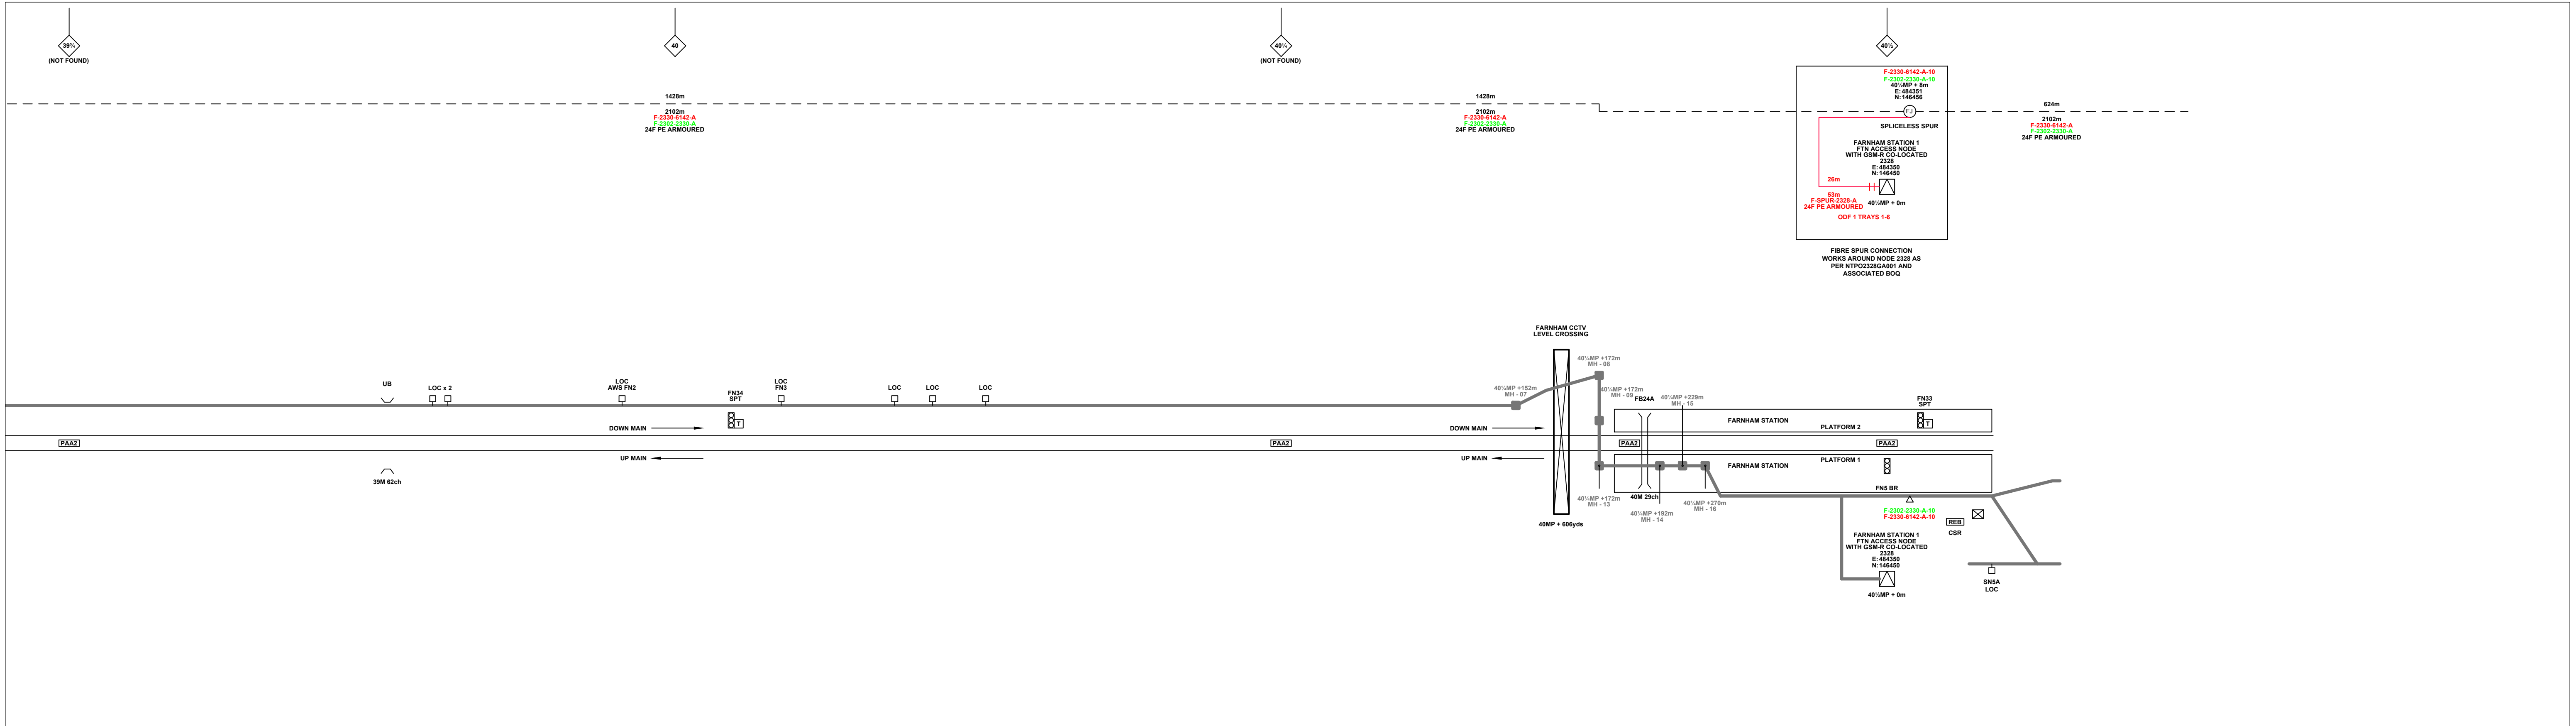 39¾
(NOT FOUND)
40
40¼
(NOT FOUND)
40½
1428m
2102m
F-2330-6142-A
F-2302-2330-A
24F PE ARMOURED
1428m
2102m
F-2330-6142-A
F-2302-2330-A
24F PE ARMOURED
F-2330-6142-A-10
F-2302-2330-A-10
40½MP + 8m
E: 484351
N: 146456
FJ
SPLICELESS SPUR
FARNHAM STATION 1
FTN ACCESS NODE
WITH GSM-R CO-LOCATED
2328
E: 484350
N: 146450
26m
53m
F-SPUR-2328-A
24F PE ARMOURED
40½MP + 0m
ODF 1 TRAYS 1-6
624m
2102m
F-2330-6142-A
F-2302-2330-A
24F PE ARMOURED
FIBRE SPUR CONNECTION
WORKS AROUND NODE 2328 AS
PER NTPO2328GA001 AND
ASSOCIATED BOQ
FARNHAM CCTV
LEVEL CROSSING
40¼MP +172m
MH - 08
UB
LOC x 2
LOC
AWS FN2
FN34
SPT
T
LOC
FN3
LOC
LOC
LOC
40¼MP +152m
MH - 07
40¼MP +172m
MH - 09
FB24A
40¼MP +229m
MH - 15
FN33
SPT
T
DOWN MAIN
DOWN MAIN
FARNHAM STATION
PLATFORM 2
PAA2
PAA2
PAA2
PAA2
UP MAIN
UP MAIN
PLATFORM 1
FARNHAM STATION
39M 62ch
FN5 BR
40¼MP +172m
MH - 13
40M 29ch
40¼MP +192m
MH - 14
40¼MP +270m
MH - 16
40MP + 606yds
F-2302-2330-A-10
F-2330-6142-A-10
REB
CSR
FARNHAM STATION 1
FTN ACCESS NODE
WITH GSM-R CO-LOCATED
2328
E: 484350
N: 146450
40½MP + 0m
SN5A
LOC